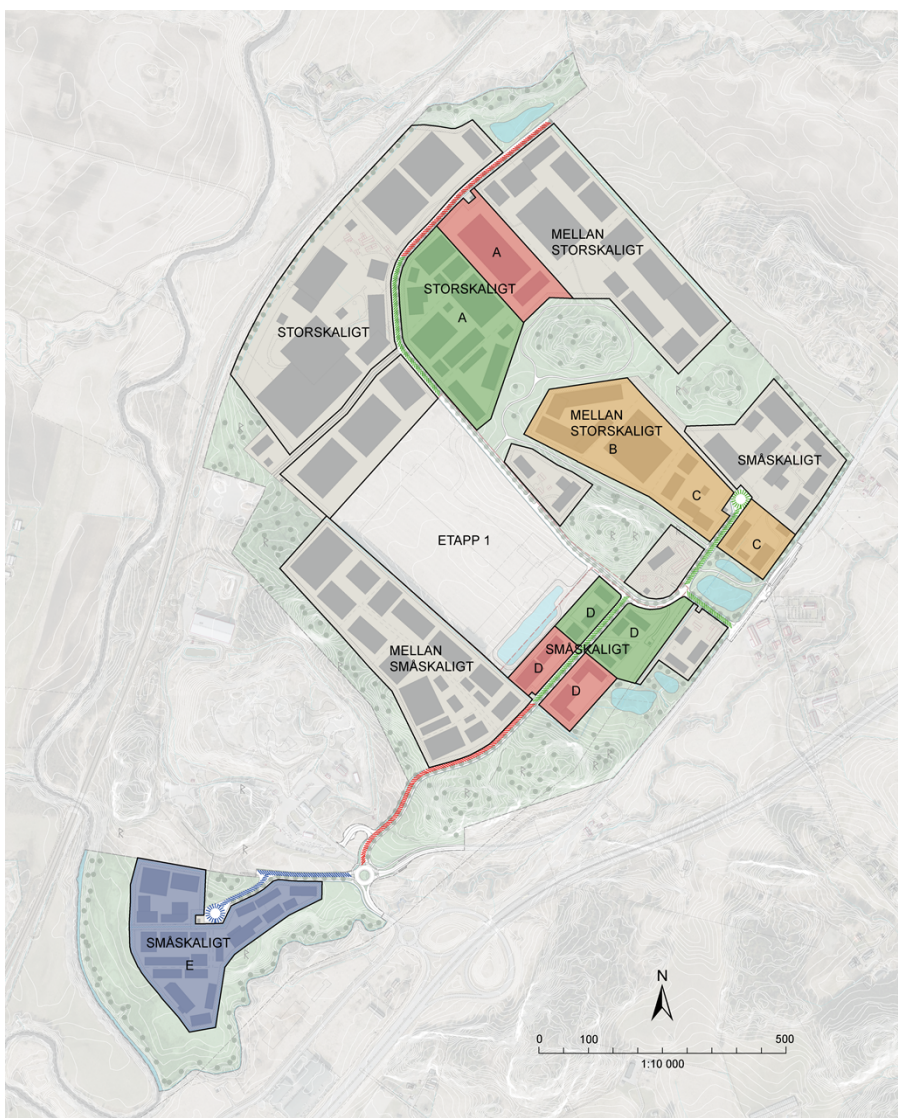 MELLAN
STORSKALIGT
A
STORSKALIGT
A
STORSKALIGT
MELLAN
STORSKALIGT
B
SMÅSKALIGT
C
C
ETAPP 1
D
D
SMÅSKALIGT
D
D
MELLAN
SMÅSKALIGT
SMÅSKALIGT
E
N
0 100 500
1:10 000